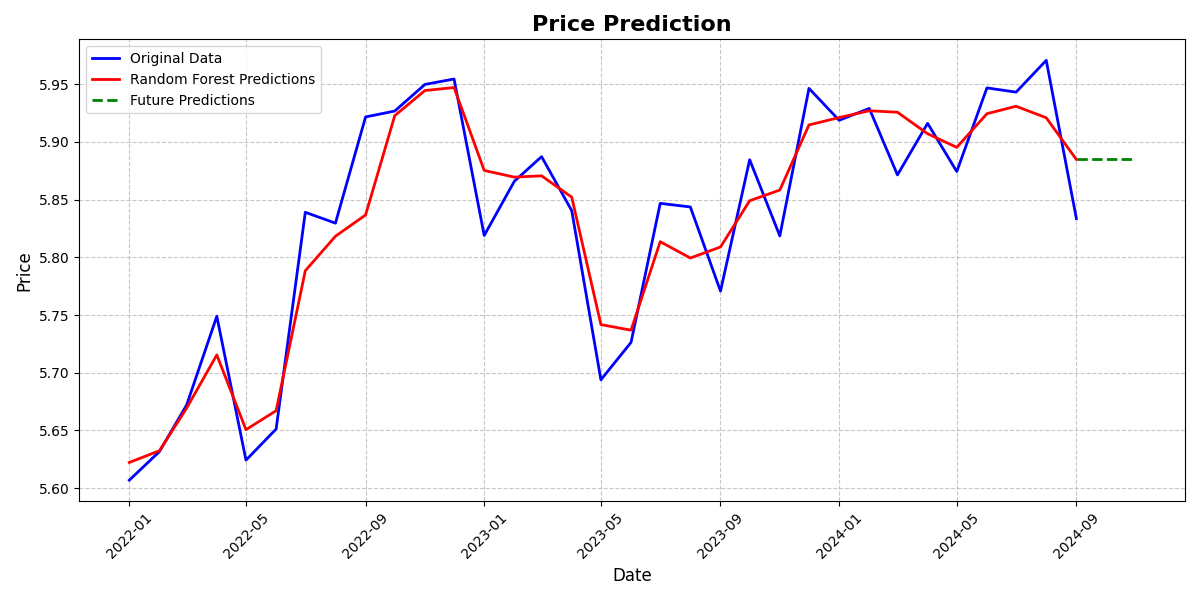 Price Prediction
Original Data
Random Forest Predictions
Future Predictions
Price
5.95
5.90
5.85
5.80
5.75
5.70
5.65
5.60
2022-01
2022-05
2022-09
2023-01
2023-05
2023-09
2024-01
2024-05
2024-09
Date